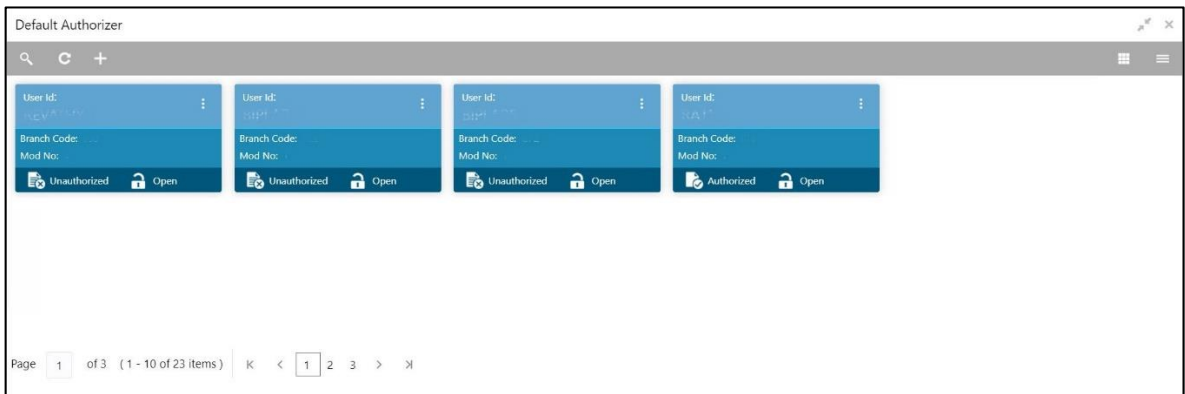 Default Authorizer
User Id:
Branch Code:
Mod No:
Unauthorized Open
User Id:
Branch Code:
Mod No:
Unauthorized Open
User Id:
Branch Code:
Mod No:
Unauthorized Open
User Id:
Branch Code:
Mod No:
Authorized Open
Page 1 of 3 ( 1 - 10 of 23 items ) 1 2 3